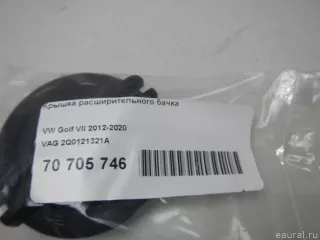 Крышка расширительного бачка
VW Golf VII 2012-2020
VAG 2Q0121321A
70 705 746
eaural.ru